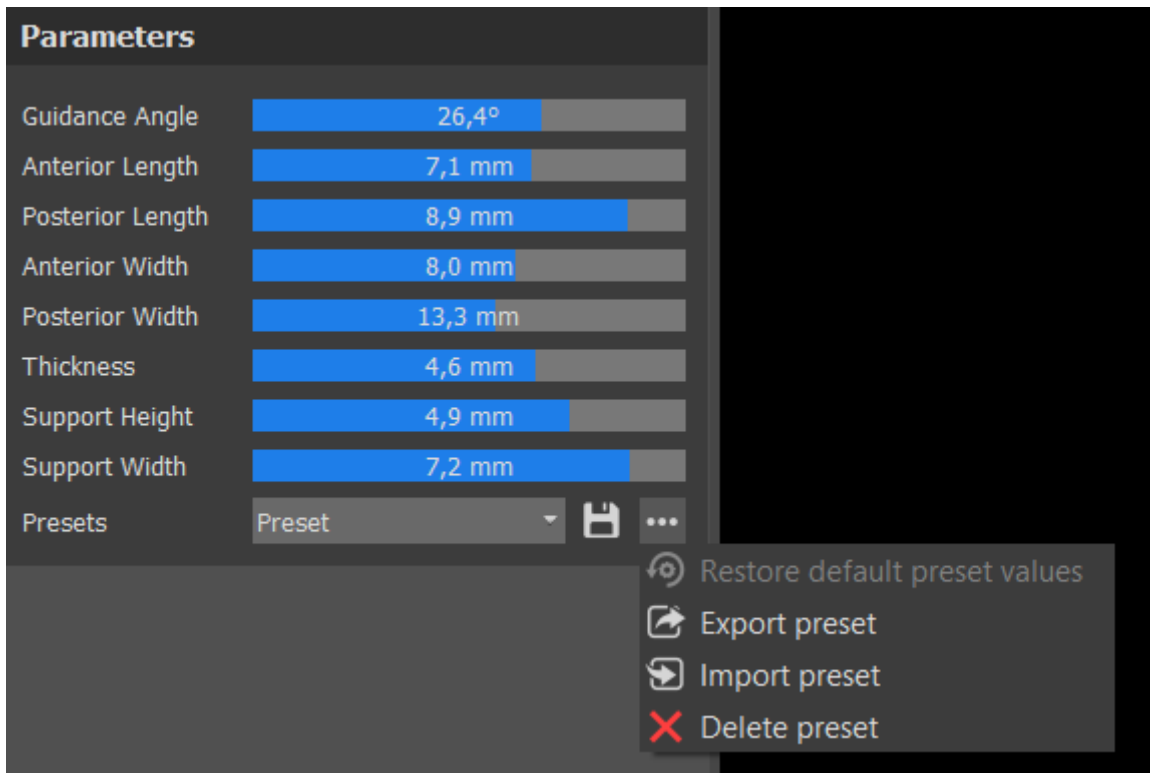 Parameters
Guidance Angle 26,4º
Anterior Length 7,1 mm
Posterior Length 8,9 mm
Anterior Width 8,0 mm
Posterior Width 13,3 mm
Thickness 4,6 mm
Support Height 4,9 mm
Support Width 7,2 mm
Presets Preset
Restore default preset values
Export preset
Import preset
Delete preset